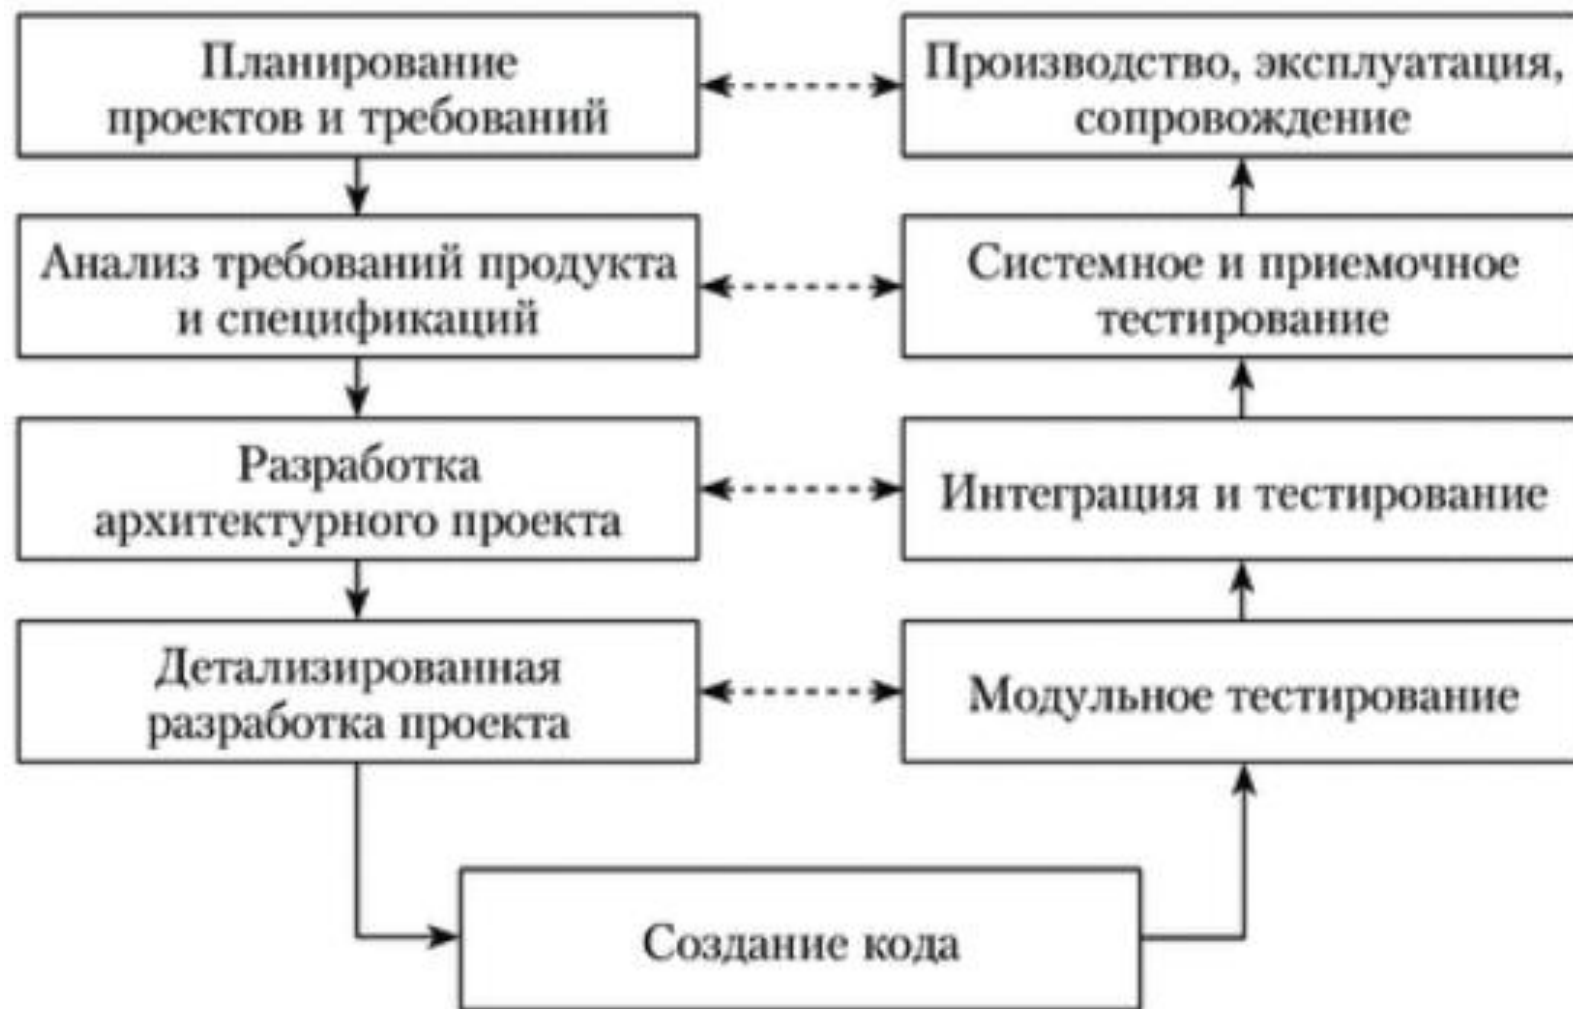 Планирование
проектов и требований
Производство, эксплуатация,
сопровождение
Анализ требований продукта
и спецификаций
Системное и приемочное
тестирование
Разработка
архитектурного проекта
Интеграция и тестирование
Детализированная
разработка проекта
Модульное тестирование
Создание кода